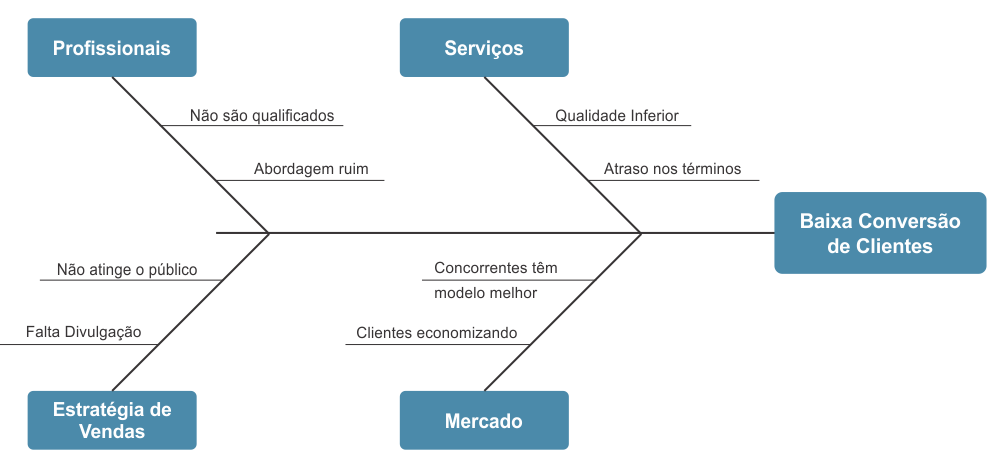 Profissionais
Serviços
Não são qualificados
Qualidade Inferior
Abordagem ruim
Atraso nos términos
Baixa Conversão
de Clientes
Não atinge o público
Concorrentes têm
modelo melhor
Falta Divulgação
Clientes economizando
Estratégia de
Vendas
Mercado